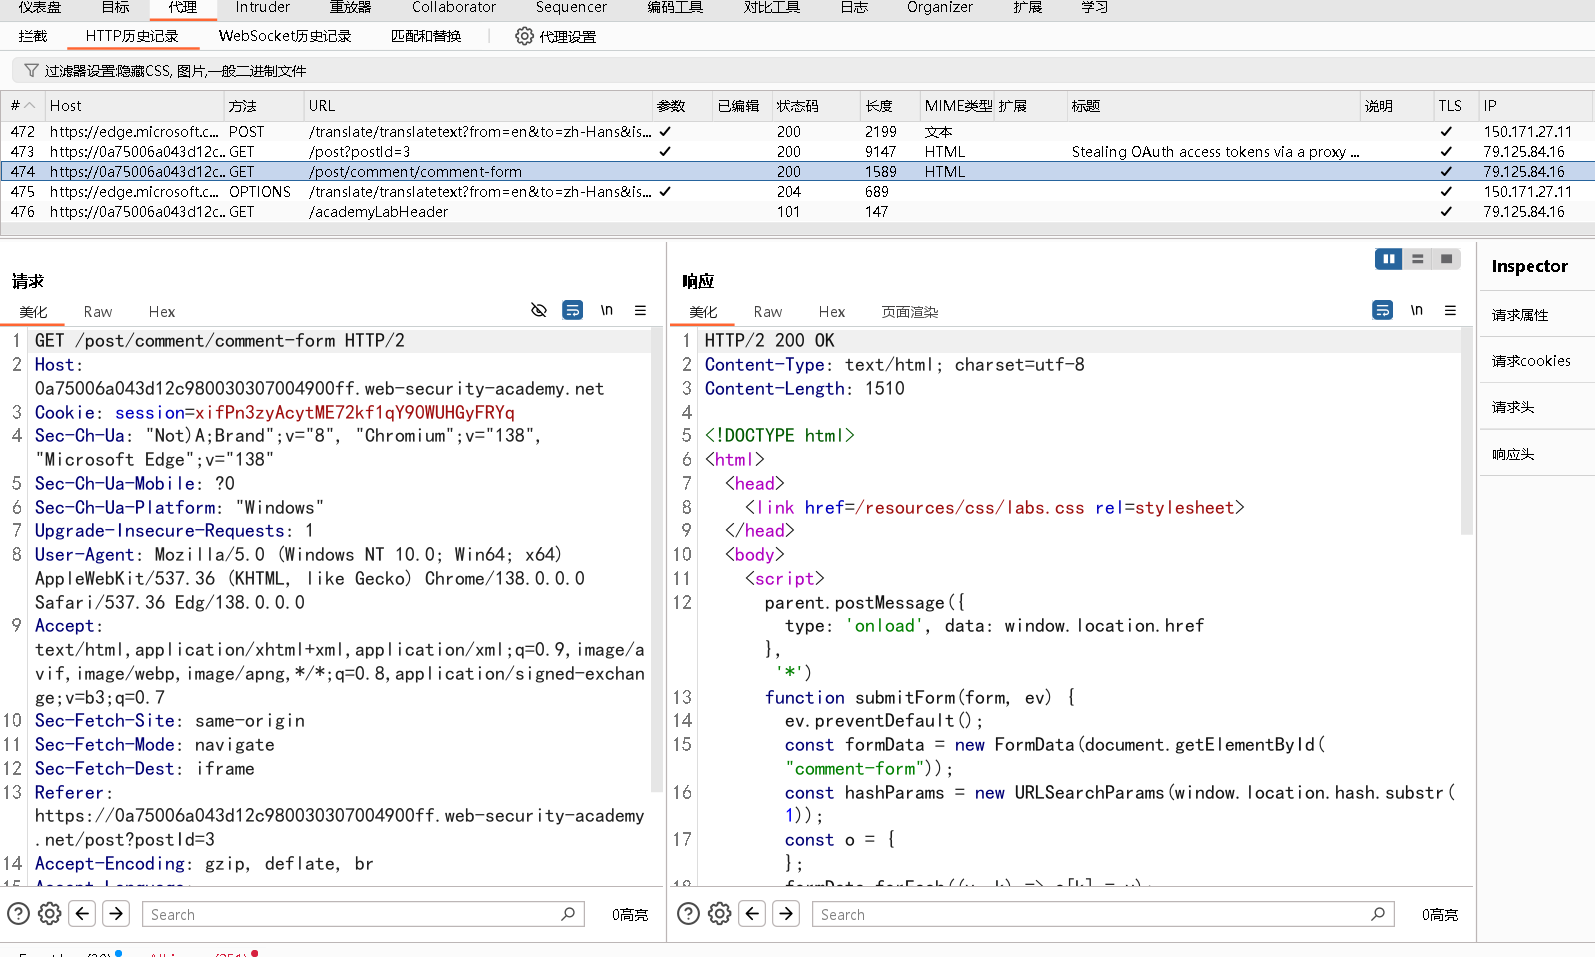 仪表盘 目标 代理 Intruder 重放器 Collaborator Sequencer 编码工具 对比工具 日志 Organizer 扩展 学习
拦截 HTTP历史记录 WebSocket历史记录 匹配和替换 代理设置
过滤器设置:隐藏CSS, 图片,一般二进制文件
# Host 方法 URL 参数 已编辑 状态码 长度 MIME类型 扩展 标题 说明 TLS IP
472 https://edge.microsoft.c... POST /translate/translatetext?from=en&to=zh-Hans&is... ✓ 200 2199 文本 ✓ 150.171.27.11
473 https://0a75006a043d12c... GET /post?postId=3 ✓ 200 9147 HTML Stealing OAuth access tokens via a proxy ... ✓ 79.125.84.16
474 https://0a75006a043d12c... GET /post/comment/comment-form 200 1589 HTML ✓ 79.125.84.16
475 https://edge.microsoft.c... OPTIONS /translate/translatetext?from=en&to=zh-Hans&is... ✓ 204 689 ✓ 150.171.27.11
476 https://0a75006a043d12c... GET /academyLabHeader 101 147 ✓ 79.125.84.16
请求
美化 Raw Hex \n
1 GET /post/comment/comment-form HTTP/2
2 Host:
0a75006a043d12c980030307004900ff.web-security-academy.net
3 Cookie: session=xifPn3zyAcytME72kf1qY90WUHGyFRYq
4 Sec-Ch-Ua: "Not)A;Brand";v="8", "Chromium";v="138",
"Microsoft Edge";v="138"
5 Sec-Ch-Ua-Mobile: ?0
6 Sec-Ch-Ua-Platform: "Windows"
7 Upgrade-Insecure-Requests: 1
8 User-Agent: Mozilla/5.0 (Windows NT 10.0; Win64; x64)
AppleWebKit/537.36 (KHTML, like Gecko) Chrome/138.0.0.0
Safari/537.36 Edg/138.0.0.0
9 Accept:
text/html,application/xhtml+xml,application/xml;q=0.9,image/a
vif,image/webp,image/apng,*/*;q=0.8,application/signed-exchan
ge;v=b3;q=0.7
10 Sec-Fetch-Site: same-origin
11 Sec-Fetch-Mode: navigate
12 Sec-Fetch-Dest: iframe
13 Referer:
https://0a75006a043d12c980030307004900ff.web-security-academy
.net/post?postId=3
14 Accept-Encoding: gzip, deflate, br
15 Accept-Language:
Search 0高亮
响应
美化 Raw Hex 页面渲染 \n
1 HTTP/2 200 OK
2 Content-Type: text/html; charset=utf-8
3 Content-Length: 1510
4
5 <!DOCTYPE html>
6 <html>
7 <head>
8 <link href=/resources/css/labs.css rel=stylesheet>
9 </head>
10 <body>
11 <script>
12 parent.postMessage({
type: 'onload', data: window.location.href
},
'*')
13 function submitForm(form, ev) {
14 ev.preventDefault();
15 const formData = new FormData(document.getElementById(
"comment-form"));
16 const hashParams = new URLSearchParams(window.location.hash.substr(
1));
17 const o = {
};
18 formData.forEach((v, k) => o[k] = v);
Search 0高亮
Inspector
请求属性
请求cookies
请求头
响应头